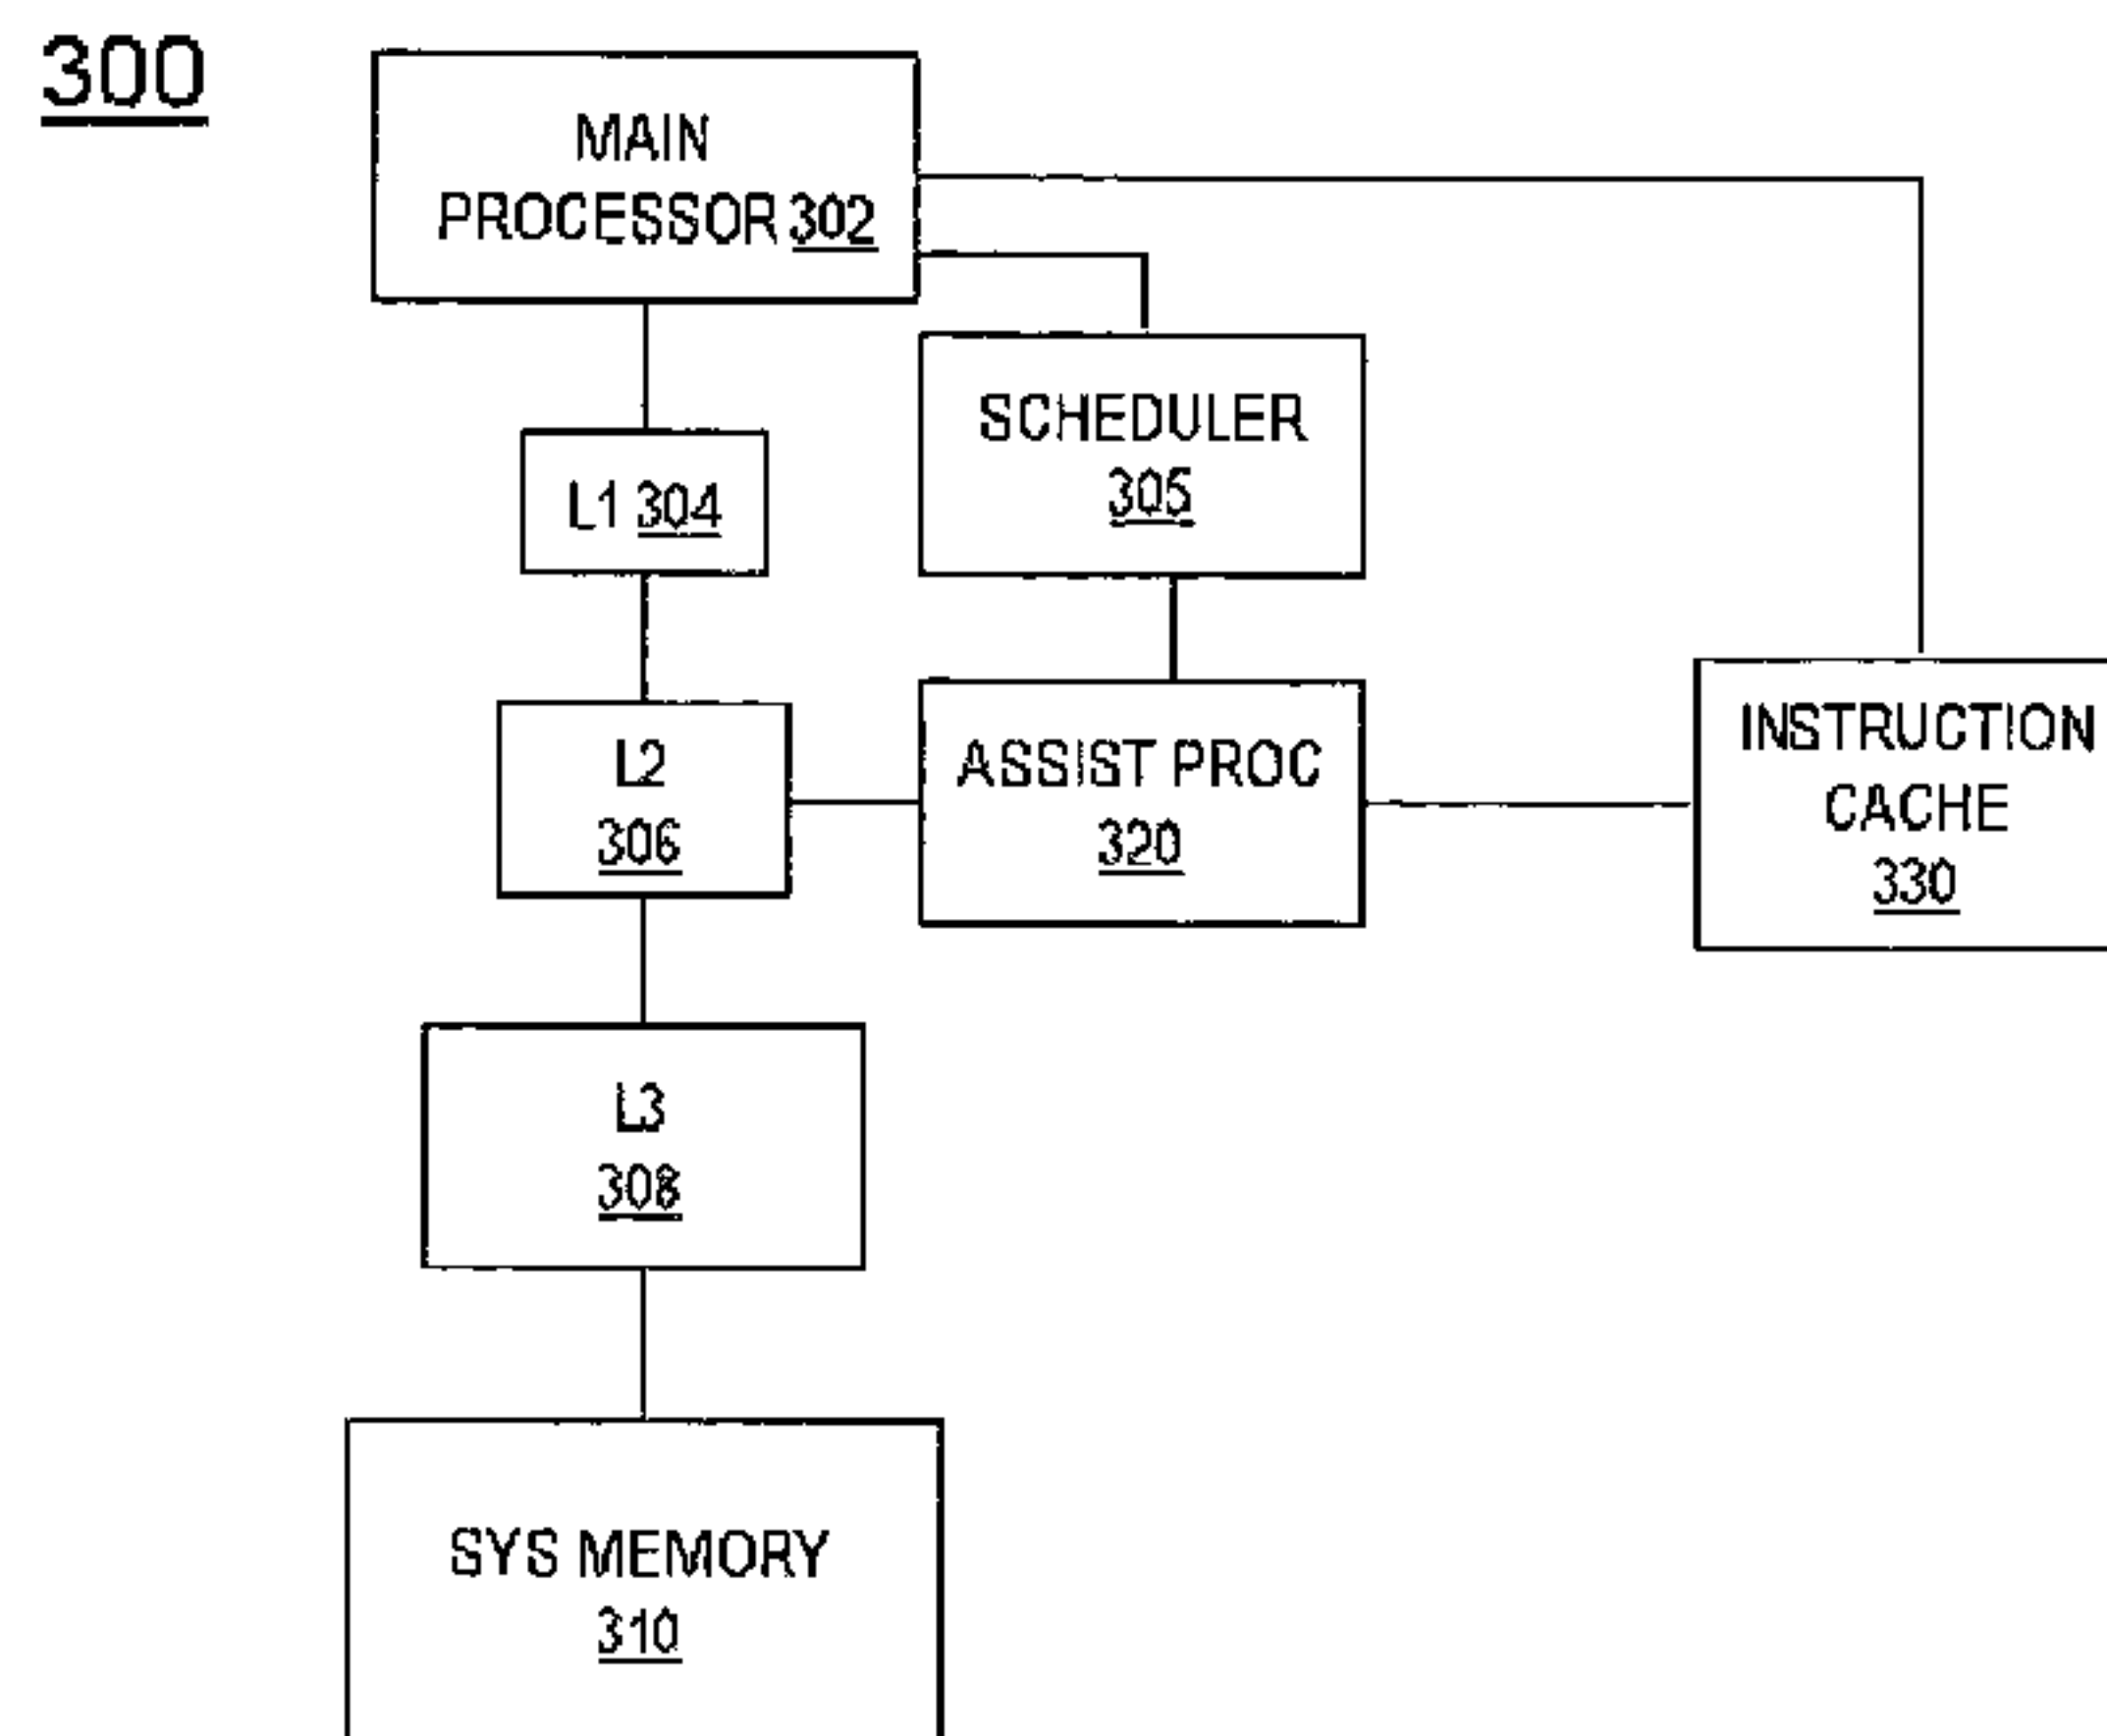 300
MAIN
PROCESSOR 302
SCHEDULER
305
L1 304
L2
306
ASSIST PROC
320
INSTRUCTION
CACHE
330
L3
308
SYS MEMORY
310